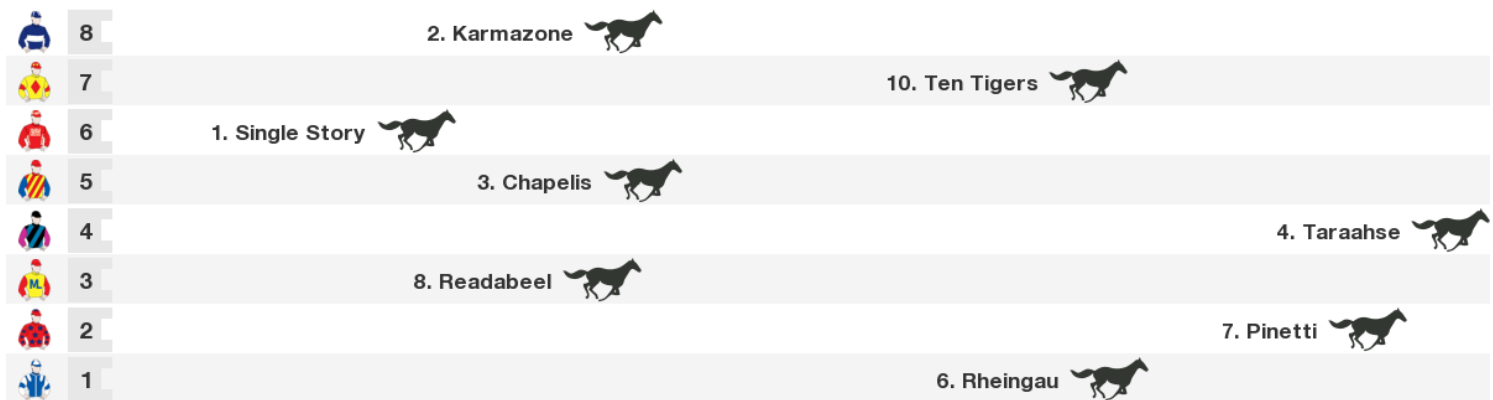 8 2. Karmazone
7 10. Ten Tigers
6 1. Single Story
5 3. Chapelis
4 4. Taraahse
ML 3 8. Readabeel
2 7. Pinetti
1 6. Rheingau